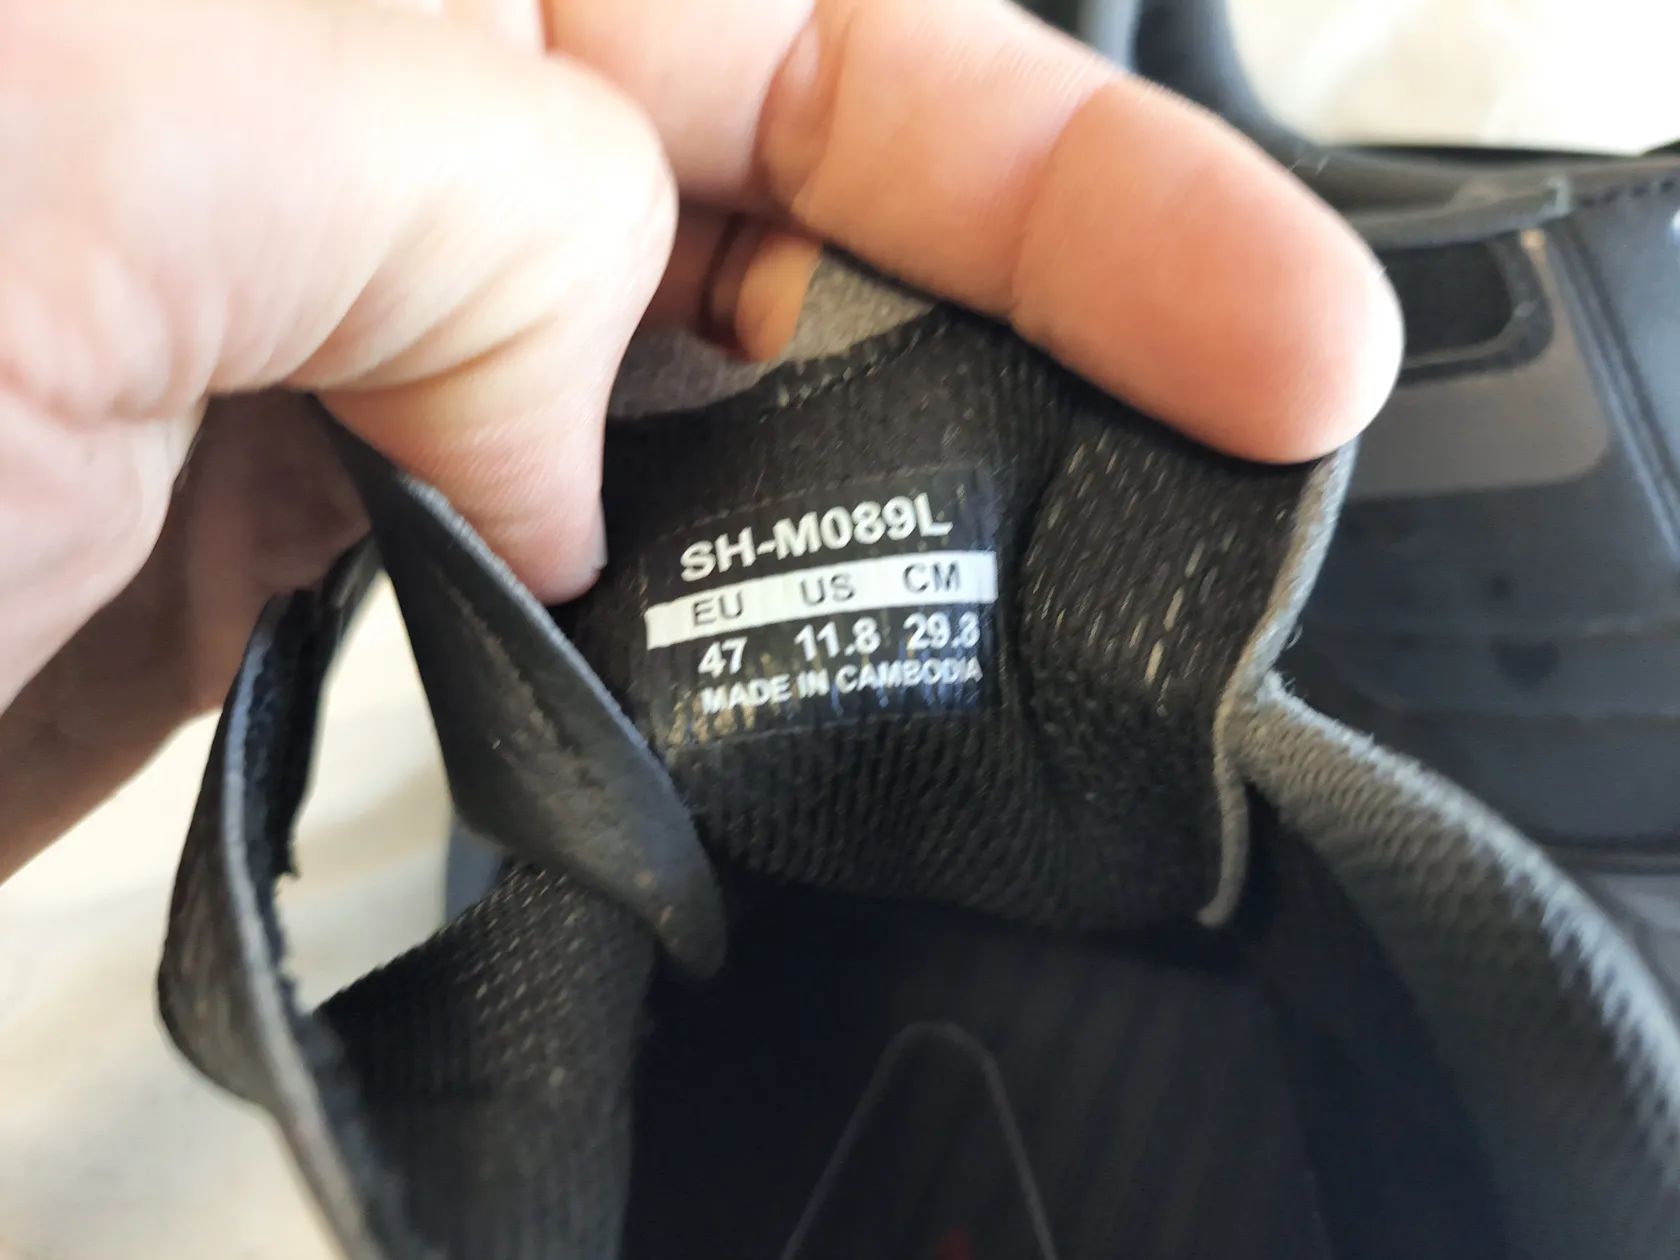 SH-M089L
EU US CM
47 11.8 29.8
MADE IN CAMBODIA